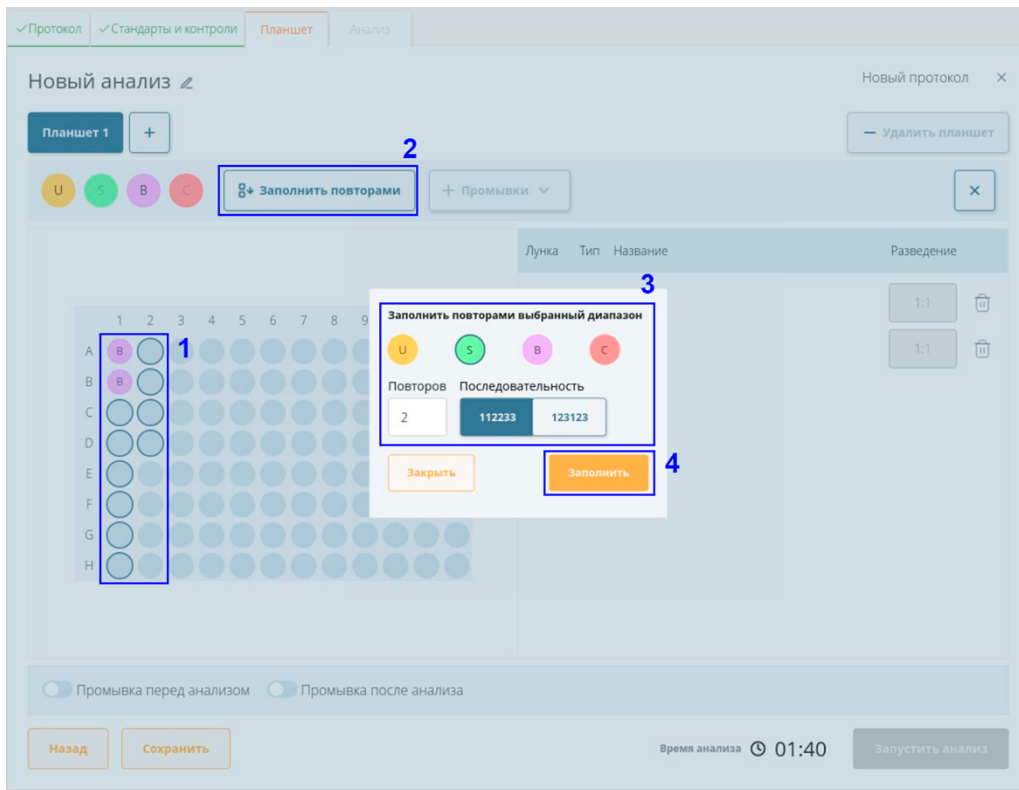 Протокол Стандарты и контроли Планшет Анализ
Новый анализ Новый протокол
Планшет 1 + Удалить планшет
2
U S B C Заполнить повторами + Промывки
Лунка Тип Название Разведение
3
1:1
Заполнить повторами выбранный диапазон
1 2 3 4 5 6 7 8 9
1
A B U S B C 1:1
B B
Повторов Последовательность
C 2 112233 123123
D
4
E Закрыть Заполнить
F
G
H
Промывка перед анализом Промывка после анализа
Назад Сохранить Время анализа 01:40 Запустить анализ